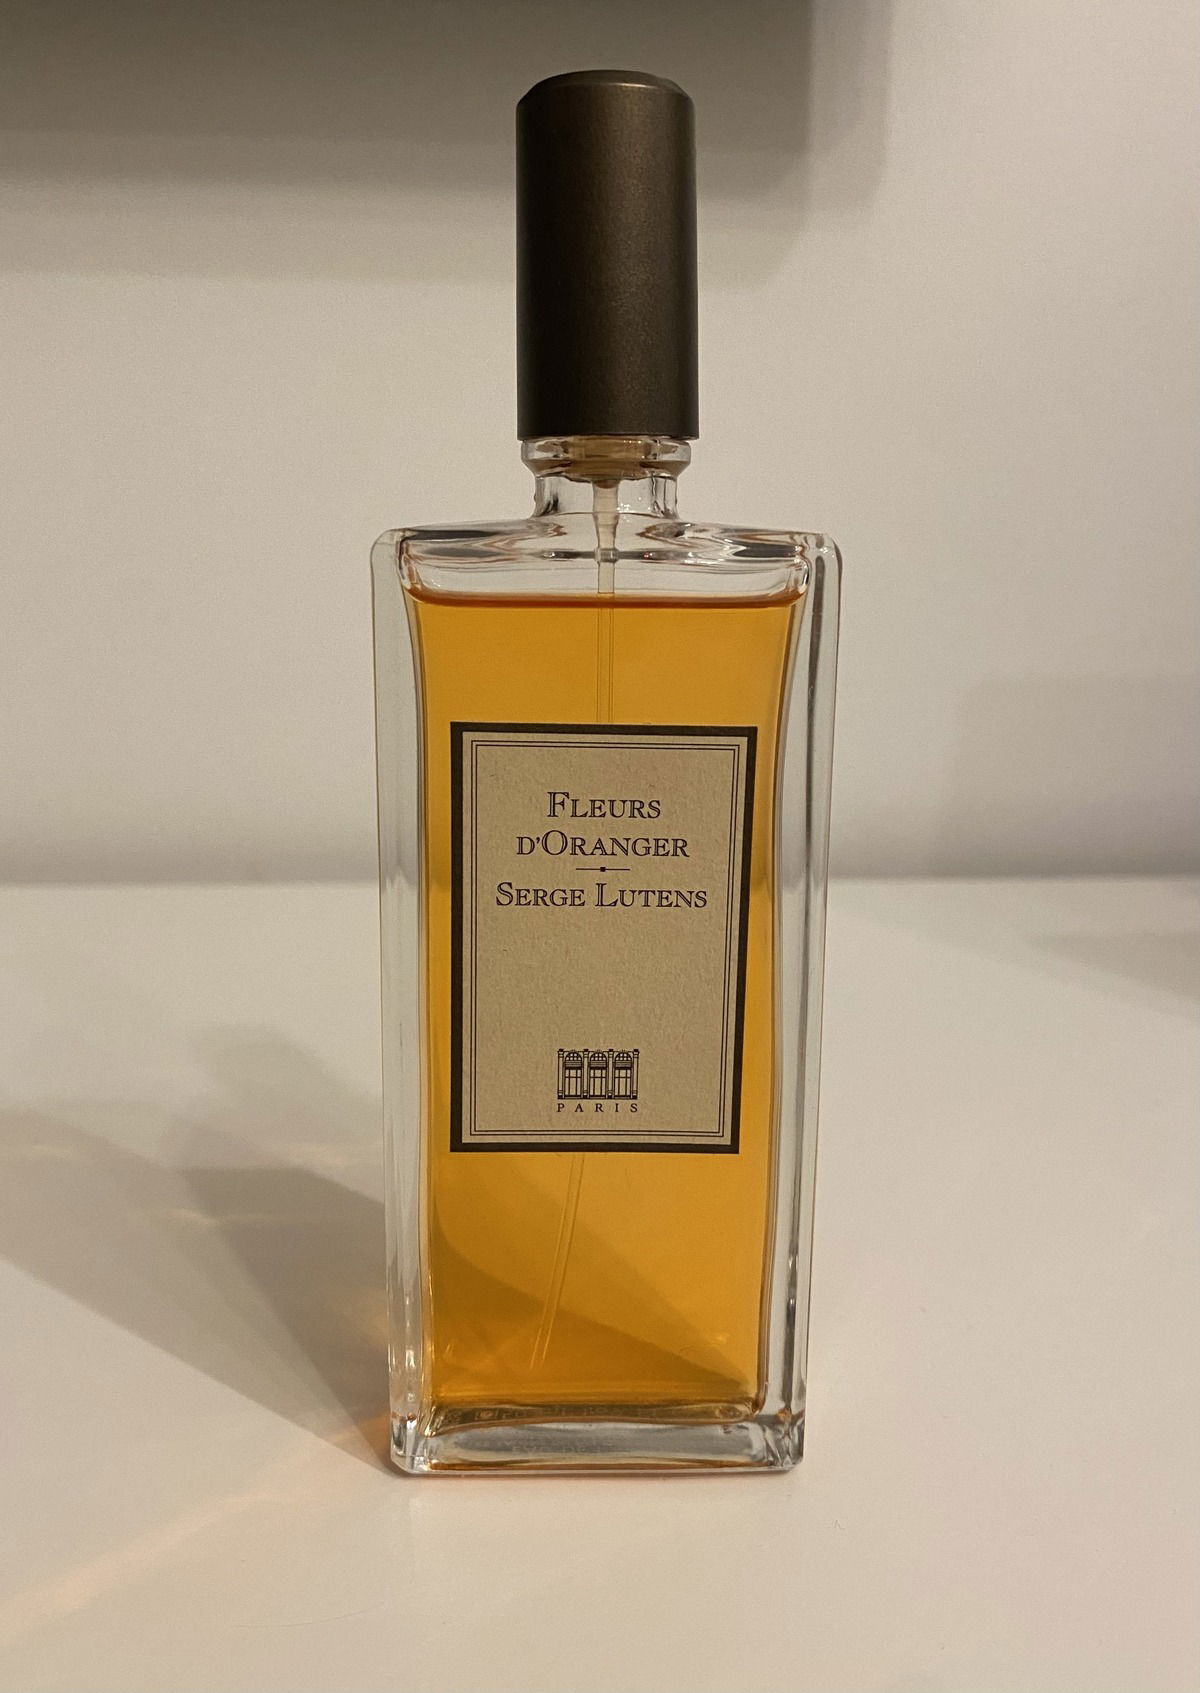 FLEURS
D'ORANGER
SERGE LUTENS
PARIS